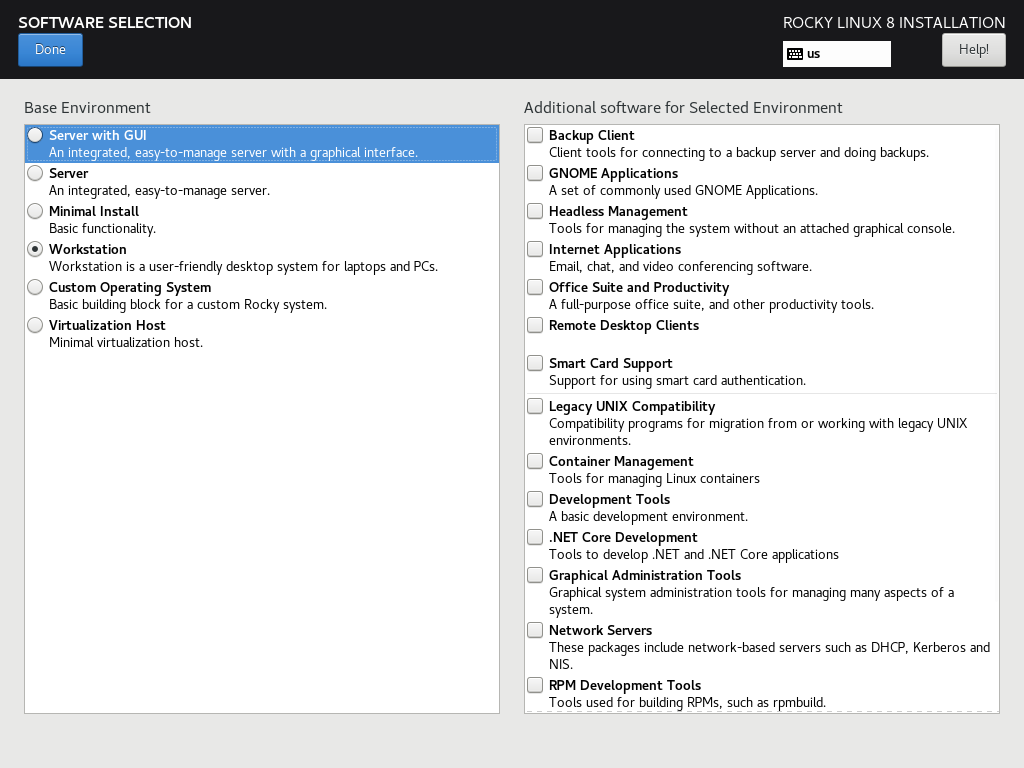 SOFTWARE SELECTION
ROCKY LINUX 8 INSTALLATION
Done
us
Help!
Base Environment
Server with GUI
An integrated, easy-to-manage server with a graphical interface.
Server
An integrated, easy-to-manage server.
Minimal Install
Basic functionality.
Workstation
Workstation is a user-friendly desktop system for laptops and PCs.
Custom Operating System
Basic building block for a custom Rocky system.
Virtualization Host
Minimal virtualization host.
Additional software for Selected Environment
Backup Client
Client tools for connecting to a backup server and doing backups.
GNOME Applications
A set of commonly used GNOME Applications.
Headless Management
Tools for managing the system without an attached graphical console.
Internet Applications
Email, chat, and video conferencing software.
Office Suite and Productivity
A full-purpose office suite, and other productivity tools.
Remote Desktop Clients
Smart Card Support
Support for using smart card authentication.
Legacy UNIX Compatibility
Compatibility programs for migration from or working with legacy UNIX
environments.
Container Management
Tools for managing Linux containers
Development Tools
A basic development environment.
.NET Core Development
Tools to develop .NET and .NET Core applications
Graphical Administration Tools
Graphical system administration tools for managing many aspects of a
system.
Network Servers
These packages include network-based servers such as DHCP, Kerberos and
NIS.
RPM Development Tools
Tools used for building RPMs, such as rpmbuild.